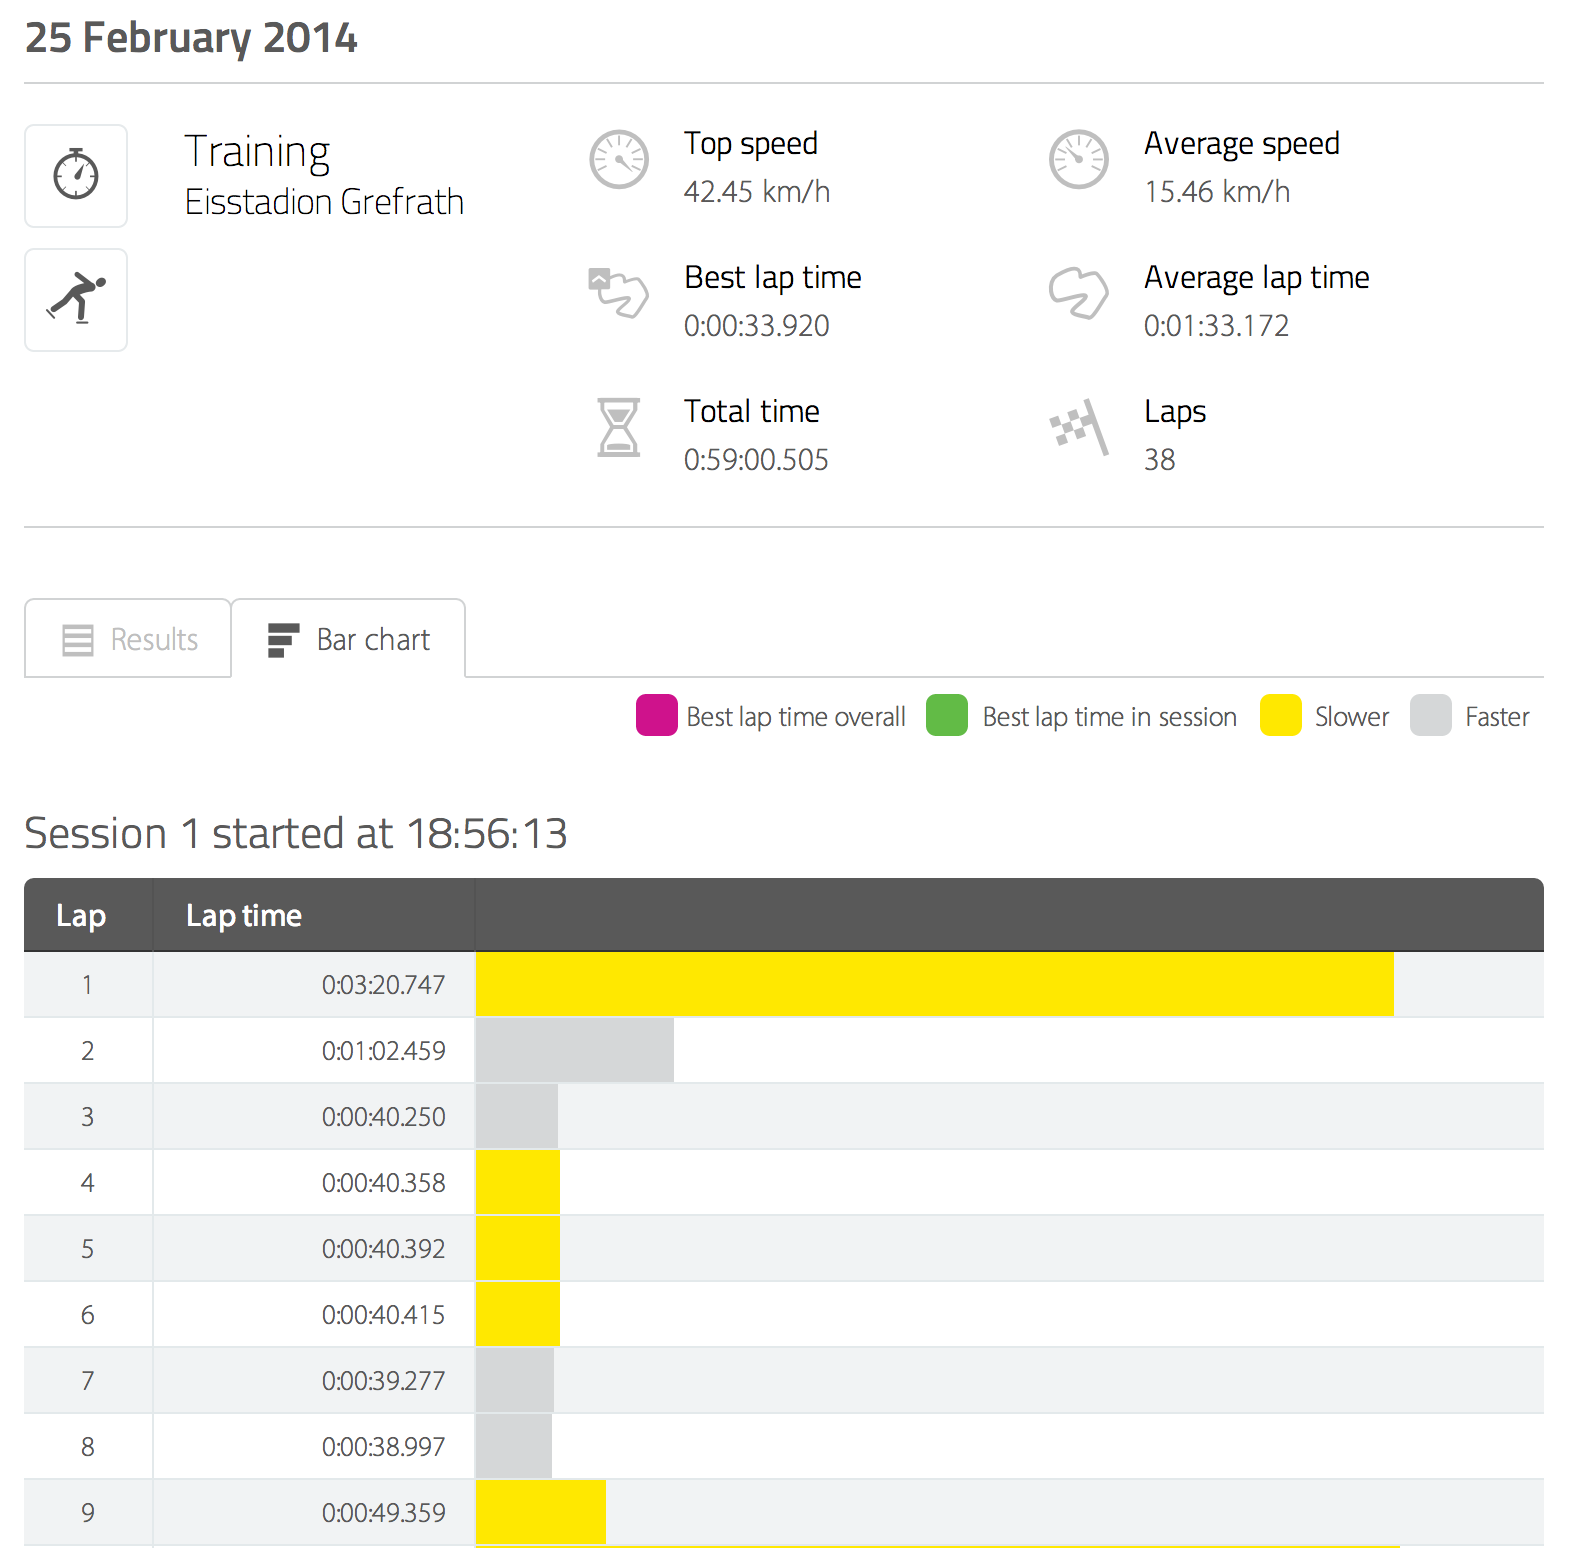 25 February 2014
Training
Eisstadion Grefrath
Top speed
42.45 km/h
Average speed
15.46 km/h
Best lap time
0:00:33.920
Average lap time
0:01:33.172
Total time
0:59:00.505
Laps
38
Results
Bar chart
Best lap time overall
Best lap time in session
Slower
Faster
Session 1 started at 18:56:13
Lap Lap time
1 0:03:20.747
2 0:01:02.459
3 0:00:40.250
4 0:00:40.358
5 0:00:40.392
6 0:00:40.415
7 0:00:39.277
8 0:00:38.997
9 0:00:49.359